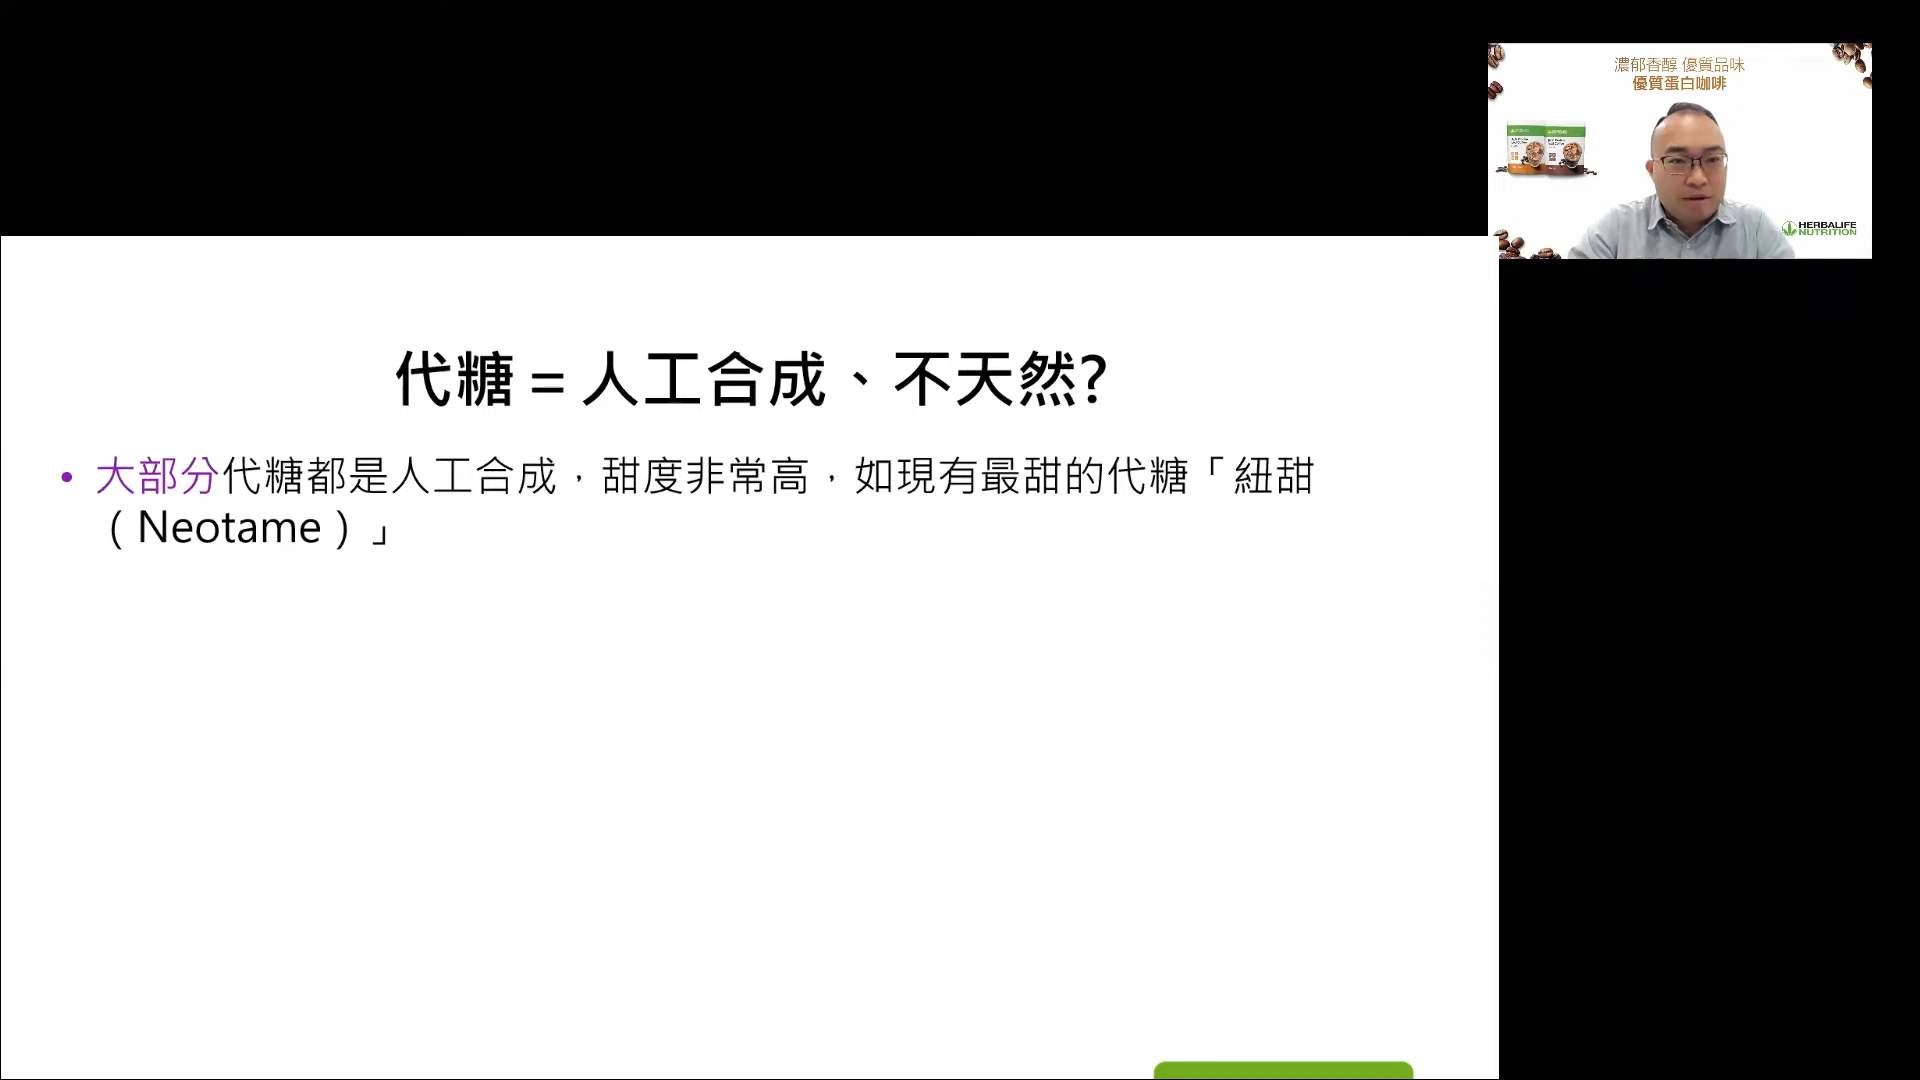 濃郁香醇 優質品味
優質蛋白咖啡
HERBALIFE
NUTRITION
代糖 = 人工合成、不天然?
• 大部分代糖都是人工合成，甜度非常高，如現有最甜的代糖「紐甜
（Neotame）」